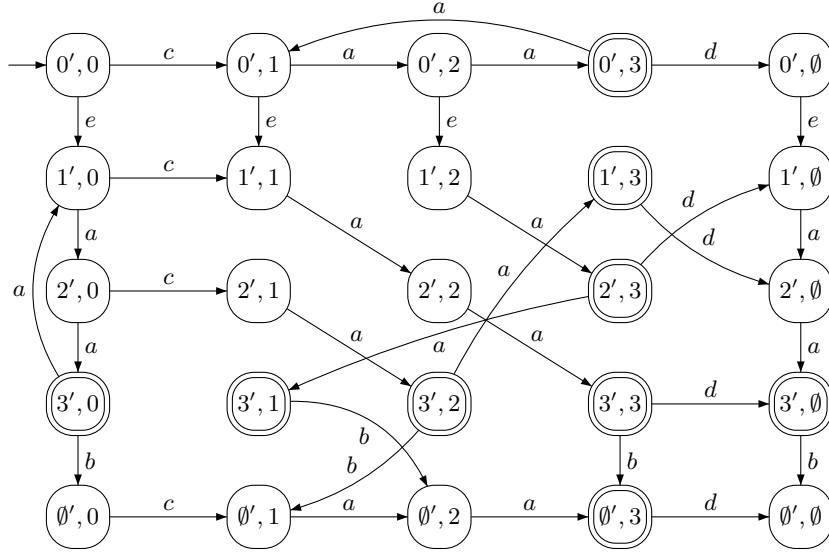 a
0′, 0 c 0′, 1 a 0′, 2 a 0′, 3 d 0′, ∅
e e e e
1′, 0 c 1′, 1 1′, 2 1′, 3 1′, ∅
a a a d d a
a
2′, 0 c 2′, 1 2′, 2 2′, 3 2′, ∅
a
a a a a a
3′, 0 3′, 1 3′, 2 3′, 3 d 3′, ∅
b b b b b
∅′, 0 c ∅′, 1 a ∅′, 2 a ∅′, 3 d ∅′, ∅